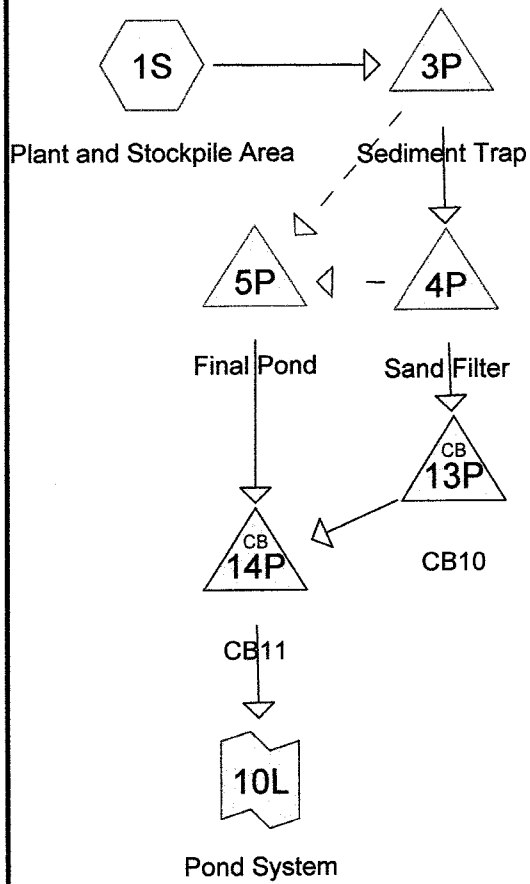 1S
3P
Plant and Stockpile Area
Sediment Trap
5P
4P
Final Pond
Sand Filter
CB
13P
CB10
CB
14P
CB11
10L
Pond System